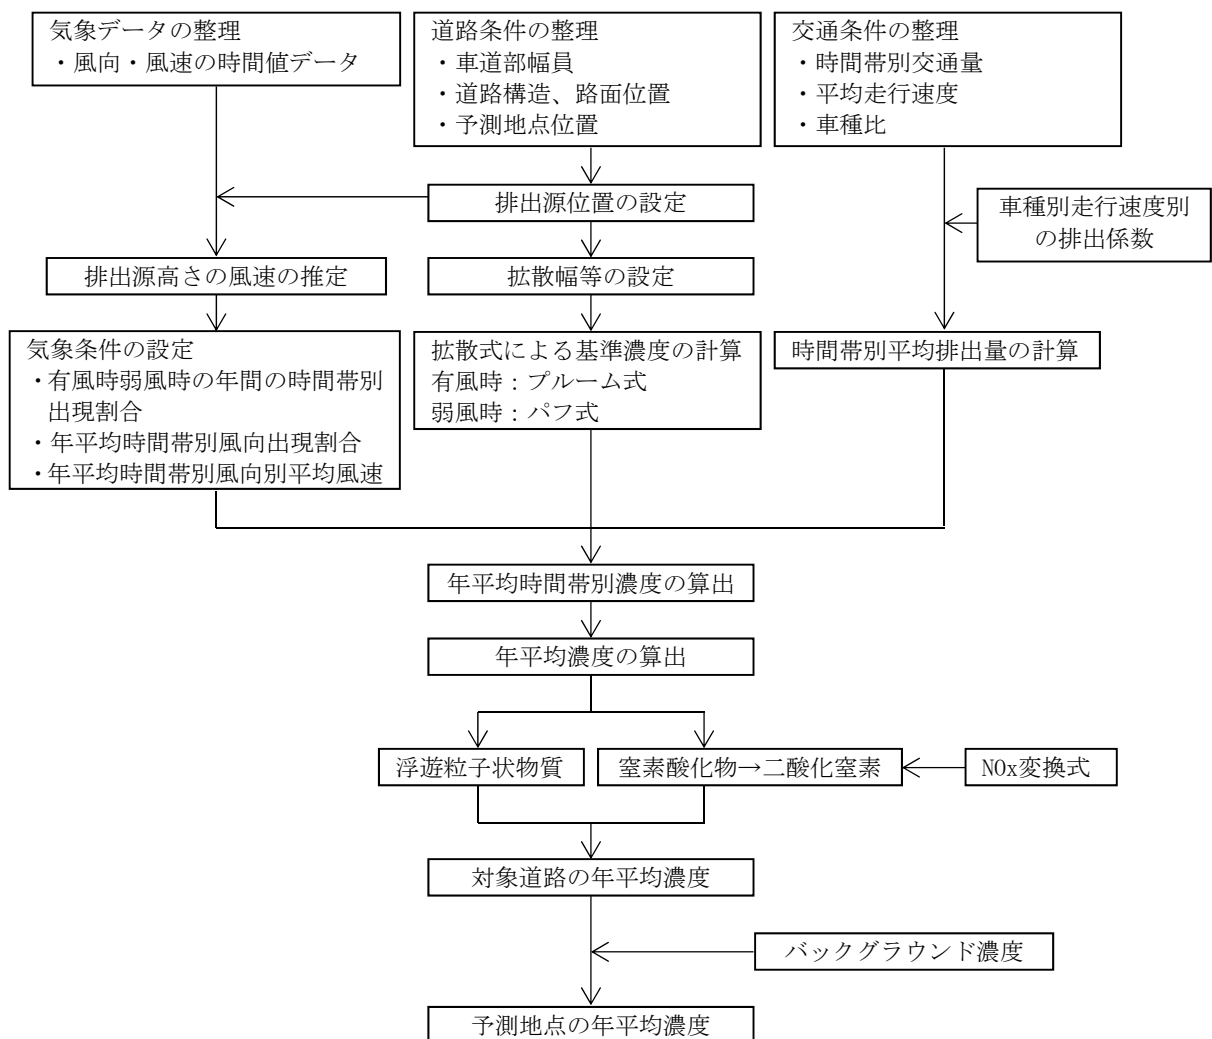 気象データの整理
・風向・風速の時間値データ
道路条件の整理
・車道部幅員
・道路構造、路面位置
・予測地点位置
交通条件の整理
・時間帯別交通量
・平均走行速度
・車種比
排出源位置の設定
車種別走行速度別
の排出係数
排出源高さの風速の推定
拡散幅等の設定
気象条件の設定
・有風時弱風時の年間の時間帯別
出現割合
・年平均時間帯別風向出現割合
・年平均時間帯別風向別平均風速
拡散式による基準濃度の計算
有風時：プルーム式
弱風時：パフ式
時間帯別平均排出量の計算
年平均時間帯別濃度の算出
年平均濃度の算出
浮遊粒子状物質
窒素酸化物→二酸化窒素
NOx変換式
対象道路の年平均濃度
バックグラウンド濃度
予測地点の年平均濃度